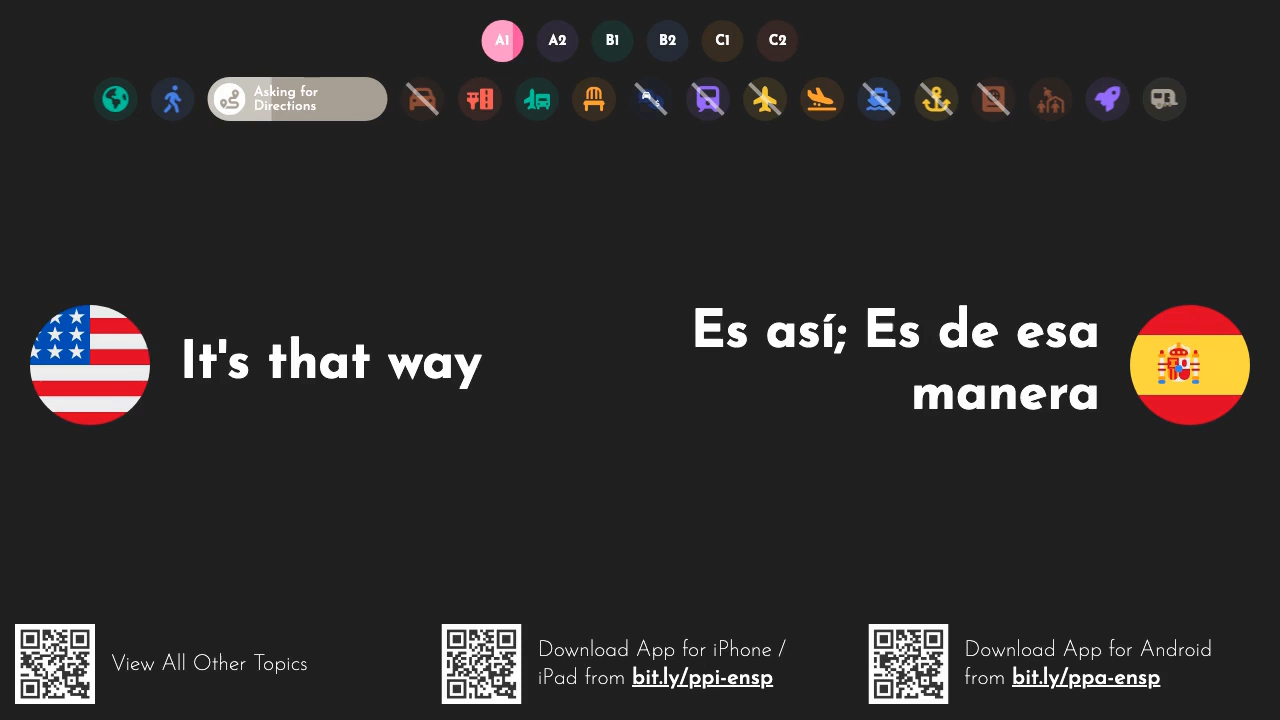 A1 A2 B1 B2 C1 C2
Asking for
Directions
It's that way
Es así; Es de esa
manera
View All Other Topics
Download App for iPhone /
iPad from bit.ly/ppi-ensp
Download App for Android
from bit.ly/ppa-ensp